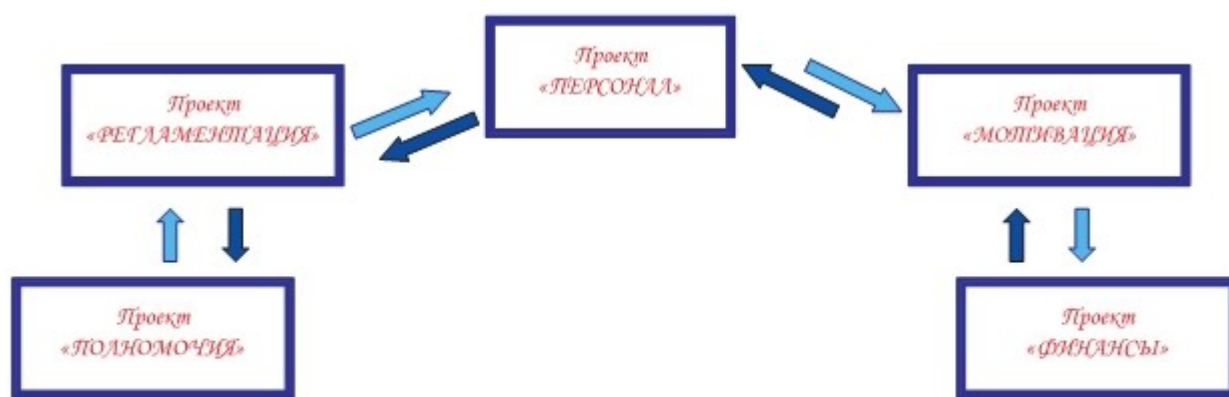 Проект
«ПЕРСОНАЛ»
Проект
«РЕГЛАМЕНТАЦИЯ»
Проект
«МОТИВАЦИЯ»
Проект
«ПОЛНОМОЧИЯ»
Проект
«ФИНАНСЫ»